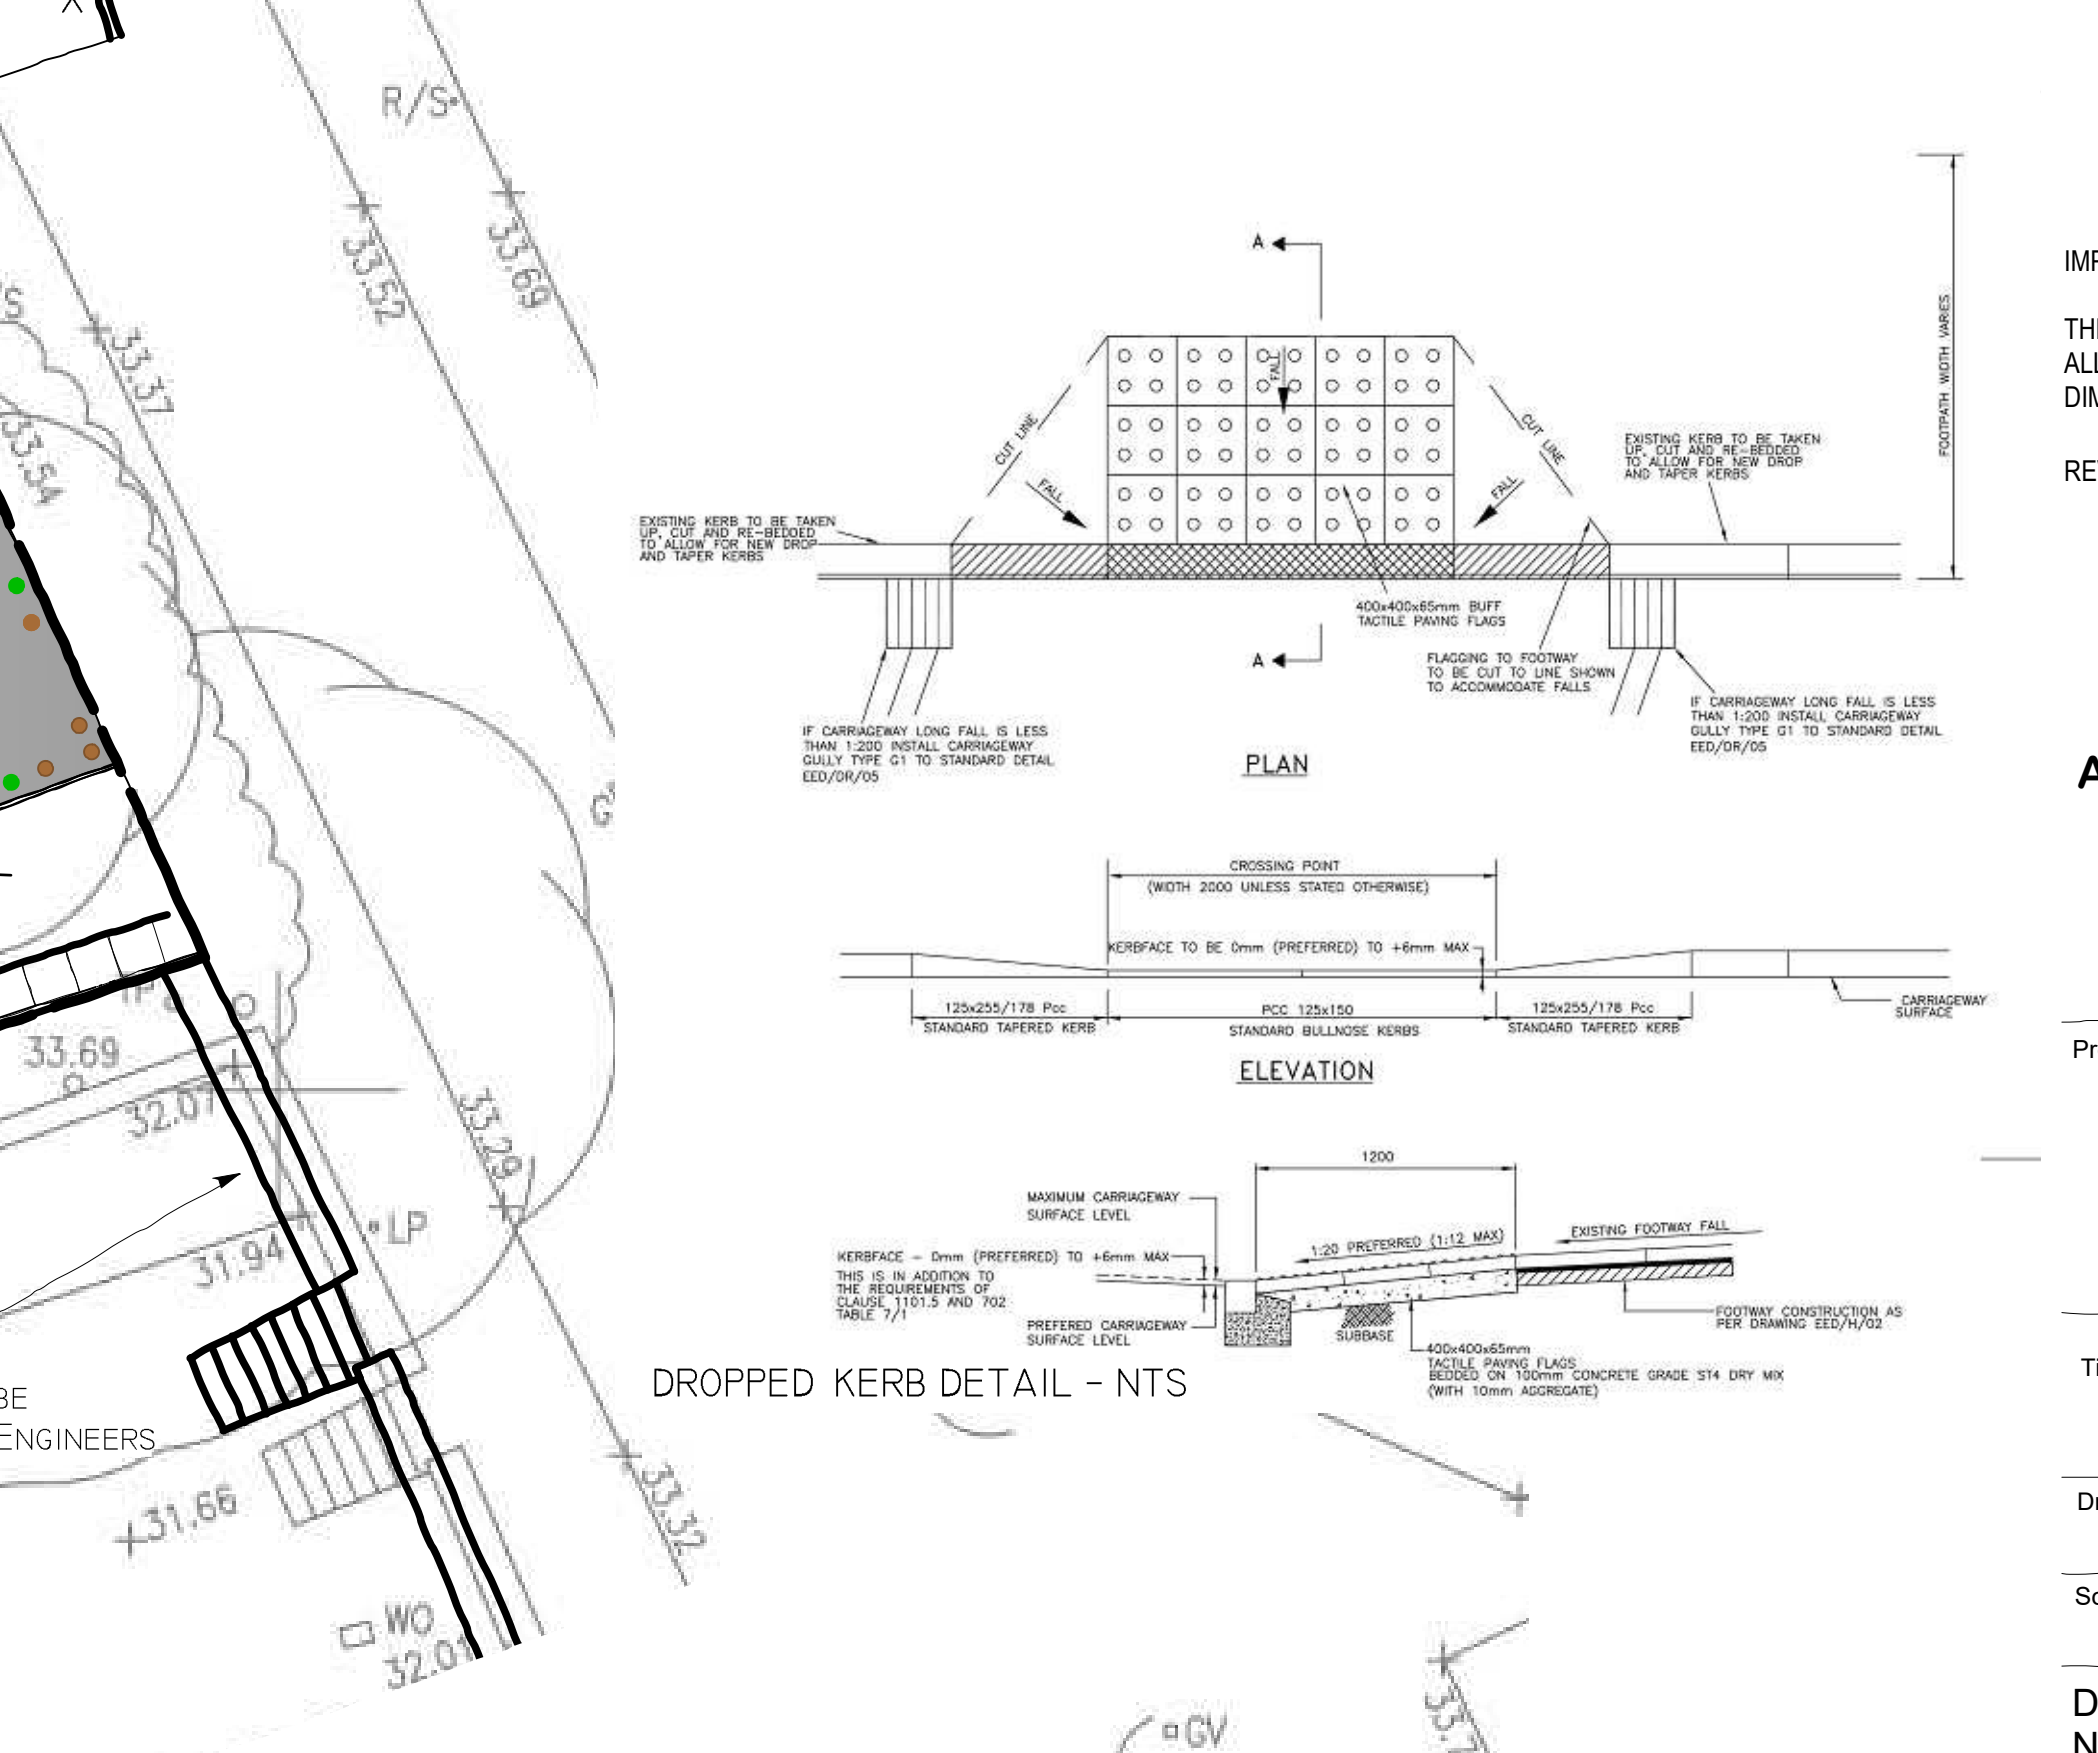 R/S
33.69
33.52
33.37
33.54
33.69
32.07
31.94
LP
33.29
BE
ENGINEERS
31.66
33.32
WO
32.01
GV
A
FALL
CUT LINE
CUT LINE
FALL
FALL
EXISTING KERB TO BE TAKEN
UP, CUT AND RE-BEDDED
TO ALLOW FOR NEW DROP
AND TAPER KERBS
EXISTING KERB TO BE TAKEN
UP, CUT AND RE-BEDDED
TO ALLOW FOR NEW DROP
AND TAPER KERBS
FOOTPATH WIDTH VARIES
400x400x65mm BUFF
TACTILE PAVING FLAGS
A
FLAGGING TO FOOTWAY
TO BE CUT TO LINE SHOWN
TO ACCOMMODATE FALLS
IF CARRIAGEWAY LONG FALL IS LESS
THAN 1:200 INSTALL CARRIAGEWAY
GULLY TYPE G1 TO STANDARD DETAIL
EED/DR/05
IF CARRIAGEWAY LONG FALL IS LESS
THAN 1:200 INSTALL CARRIAGEWAY
GULLY TYPE G1 TO STANDARD DETAIL
EED/DR/05
PLAN
CROSSING POINT
(WIDTH 2000 UNLESS STATED OTHERWISE)
KERBFACE TO BE 0mm (PREFERRED) TO +6mm MAX
125x255/178 Pcc
STANDARD TAPERED KERB
PCC 125x150
STANDARD BULLNOSE KERBS
125x255/178 Pcc
STANDARD TAPERED KERB
CARRIAGEWAY
SURFACE
ELEVATION
1200
MAXIMUM CARRIAGEWAY
SURFACE LEVEL
1:20 PREFERRED (1:12 MAX)
EXISTING FOOTWAY FALL
KERBFACE - 0mm (PREFERRED) TO +6mm MAX
THIS IS IN ADDITION TO
THE REQUIREMENTS OF
CLAUSE 1101.5 AND 702
TABLE 7/1
PREFERED CARRIAGEWAY
SURFACE LEVEL
SUBBASE
FOOTWAY CONSTRUCTION AS
PER DRAWING EED/H/02
400x400x65mm
TACTILE PAVING FLAGS
BEDDED ON 100mm CONCRETE GRADE ST4 DRY MIX
(WITH 10mm AGGREGATE)
DROPPED KERB DETAIL - NTS